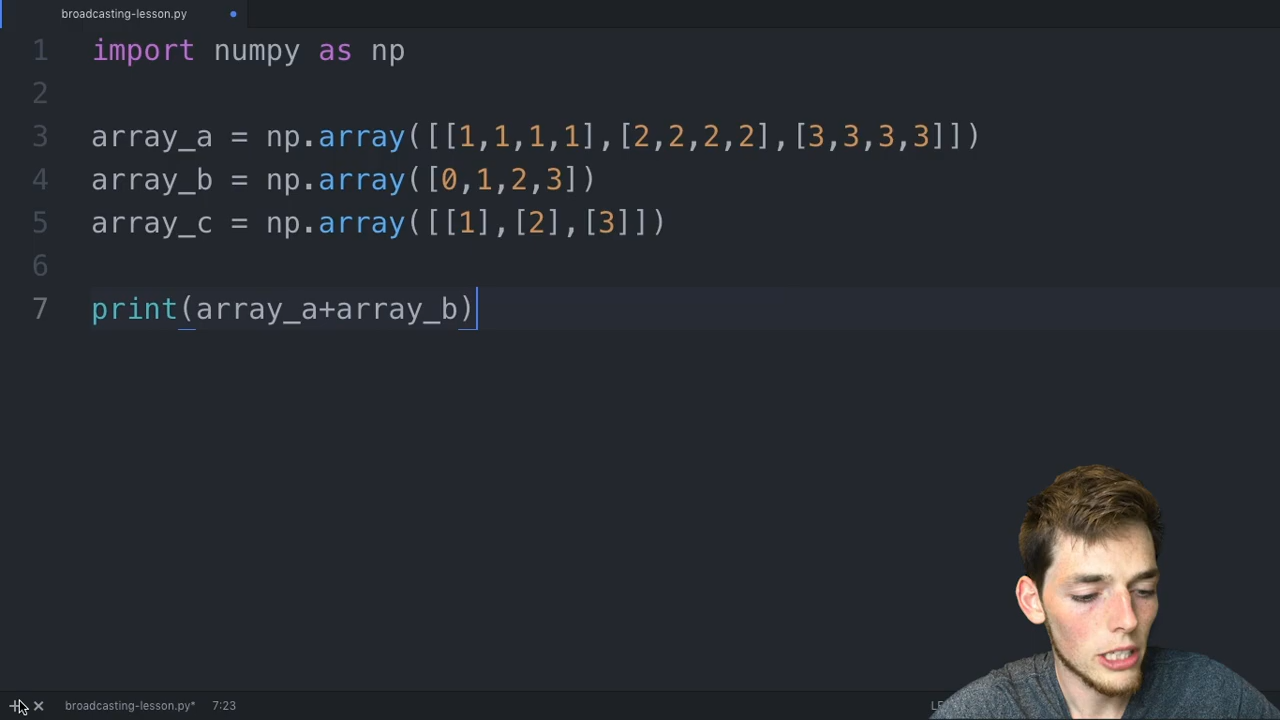 broadcasting-lesson.py
1 import numpy as np
2
3 array_a = np.array([[1,1,1,1],[2,2,2,2],[3,3,3,3]])
4 array_b = np.array([0,1,2,3])
5 array_c = np.array([[1],[2],[3]])
6
7 print(array_a+array_b)
broadcasting-lesson.py* 7:23